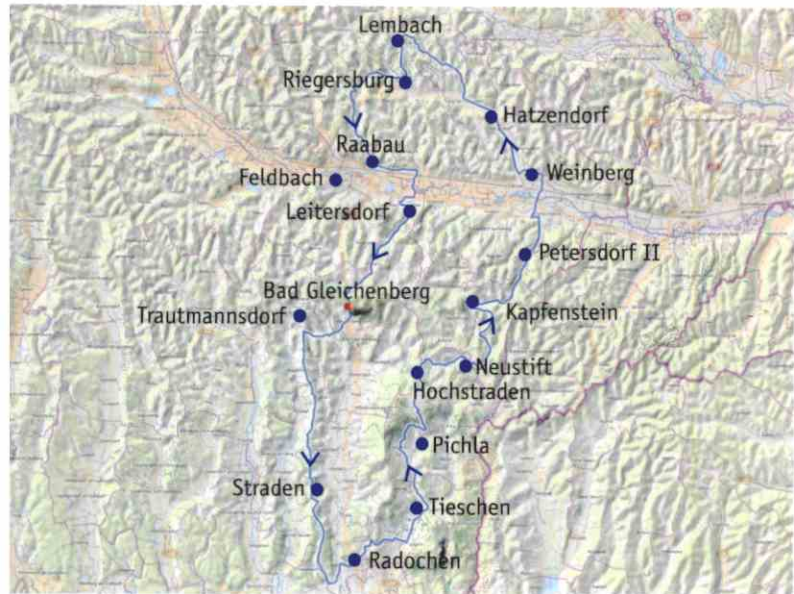 Lembach
Riegersburg
Hatzendorf
Raabau
Weinberg
Feldbach
Leitersdorf
Petersdorf II
Bad Gleichenberg
Kapfenstein
Trautmannsdorf
Neustift
Hochstraden
Pichla
Straden
Tieschen
Radochen